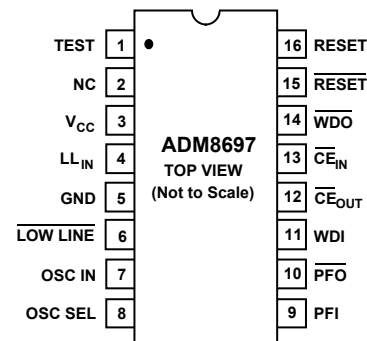 TEST 1 16 RESET
NC 2 15 RESET
VCC 3 14 WDO
LLIN 4 ADM8697 13 CEIN
TOP VIEW
GND 5 (Not to Scale) 12 CEOUT
LOW LINE 6 11 WDI
OSC IN 7 10 PFO
OSC SEL 8 9 PFI